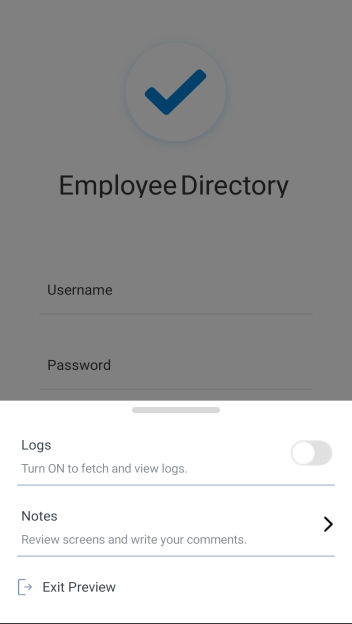 Employee Directory
Username
Password
Logs
Turn ON to fetch and view logs.
Notes
Review screens and write your comments.
Exit Preview